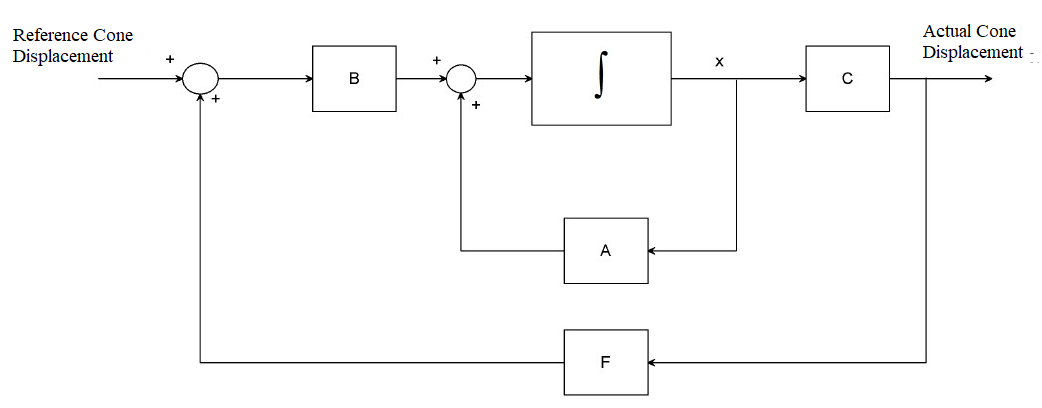 Reference Cone
Displacement
Actual Cone
Displacement
+
+
B
+
+
∫
x
C
A
F